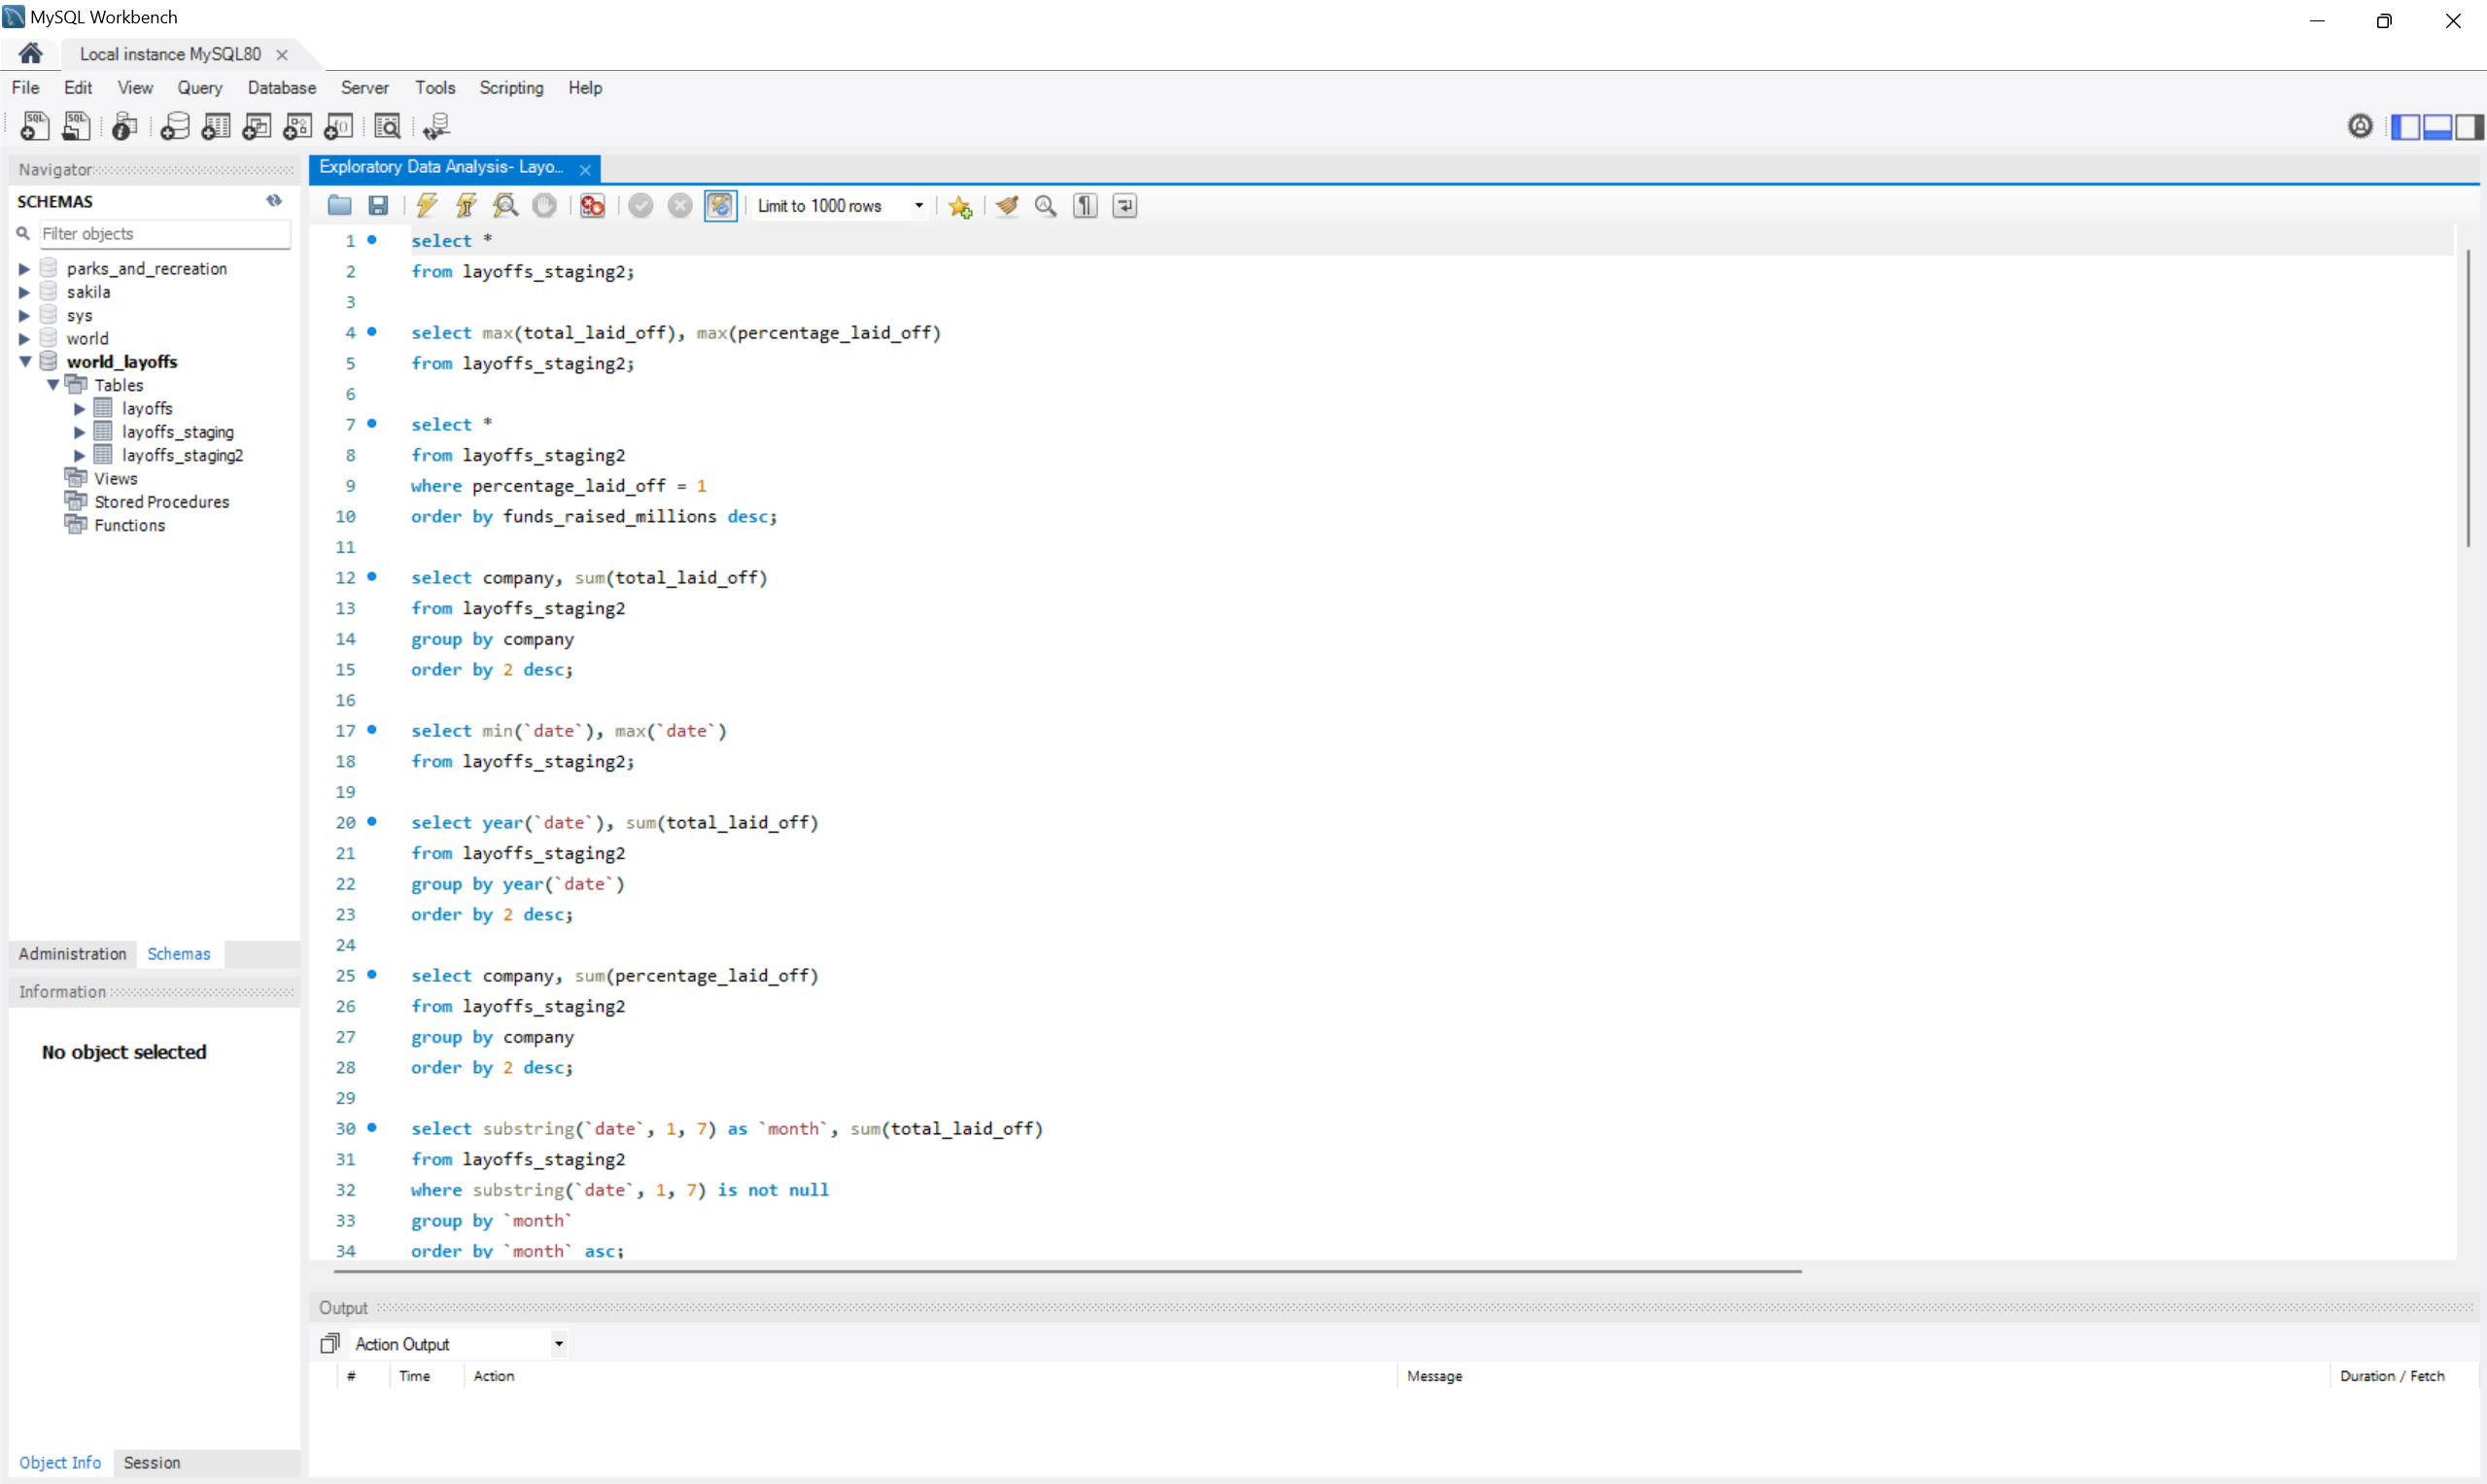 MySQL Workbench
Local instance MySQL80
File Edit View Query Database Server Tools Scripting Help
Navigator
SCHEMAS
Filter objects
parks_and_recreation
sakila
sys
world
world_layoffs
Tables
layoffs
layoffs_staging
layoffs_staging2
Views
Stored Procedures
Functions
Administration Schemas
Information
No object selected
Object Info Session
Exploratory Data Analysis- Layo...
Limit to 1000 rows
1 select *
2 from layoffs_staging2;
3
4 select max(total_laid_off), max(percentage_laid_off)
5 from layoffs_staging2;
6
7 select *
8 from layoffs_staging2
9 where percentage_laid_off = 1
10 order by funds_raised_millions desc;
11
12 select company, sum(total_laid_off)
13 from layoffs_staging2
14 group by company
15 order by 2 desc;
16
17 select min(`date`), max(`date`)
18 from layoffs_staging2;
19
20 select year(`date`), sum(total_laid_off)
21 from layoffs_staging2
22 group by year(`date`)
23 order by 2 desc;
24
25 select company, sum(percentage_laid_off)
26 from layoffs_staging2
27 group by company
28 order by 2 desc;
29
30 select substring(`date`, 1, 7) as `month`, sum(total_laid_off)
31 from layoffs_staging2
32 where substring(`date`, 1, 7) is not null
33 group by `month`
34 order by `month` asc;
Output
Action Output
# Time Action Message Duration / Fetch